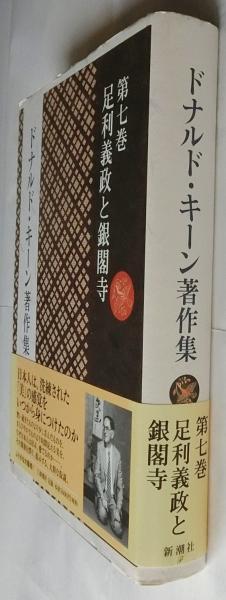 第七巻
足利義政と銀閣寺
ドナルド・キーン著作集
日本人は、洗練された
「美」の感覚を
いつから身につけたのか
ドナルド・キーン著作集
第七巻
足利義政と
銀閣寺
新潮社